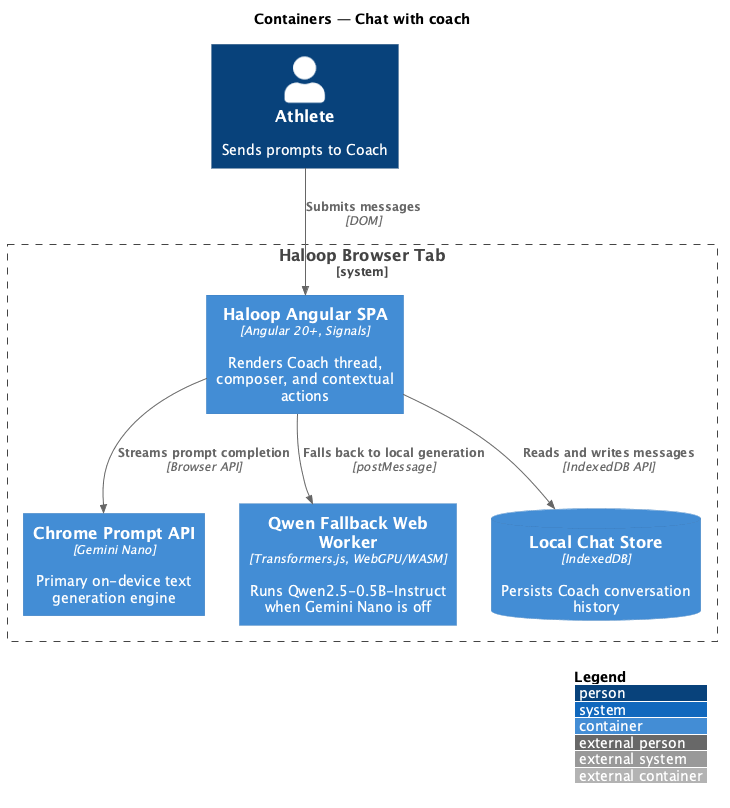 Containers — Chat with coach
Athlete
Sends prompts to Coach
Submits messages
[DOM]
Haloop Browser Tab
[system]
Haloop Angular SPA
[Angular 20+, Signals]
Renders Coach thread,
composer, and contextual
actions
Streams prompt completion
[Browser API]
Falls back to local generation
[postMessage]
Reads and writes messages
[IndexedDB API]
Chrome Prompt API
[Gemini Nano]
Primary on-device text
generation engine
Qwen Fallback Web
Worker
[Transformers.js, WebGPU/WASM]
Runs Qwen2.5-0.5B-Instruct
when Gemini Nano is off
Local Chat Store
[IndexedDB]
Persists Coach conversation
history
Legend
person
system
container
external person
external system
external container